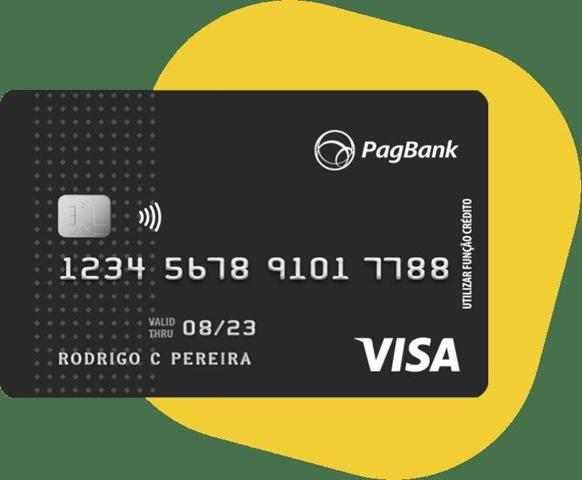 PagBank
UTILIZAR FUNÇÃO CRÉDITO
1234 5678 9101 7788
VALID
THRU 08/23
RODRIGO C PEREIRA
VISA